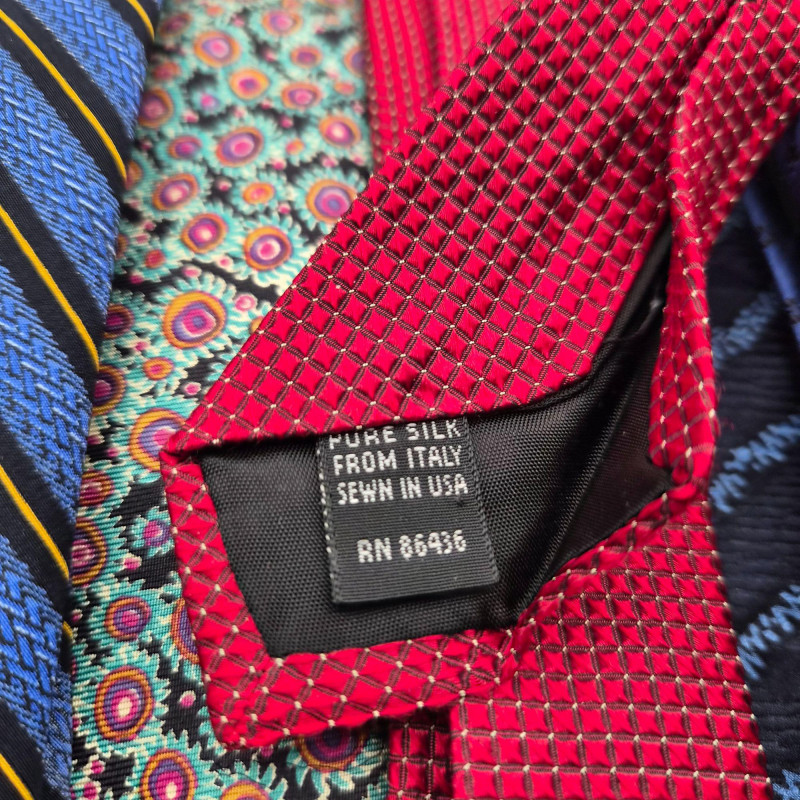 PURE SILK
FROM ITALY
SEWN IN USA
RN 86436